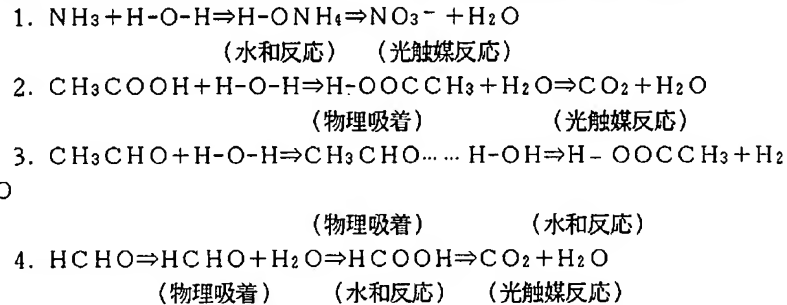 1. NH₃+H-O-H⇒H-ONH₄⇒NO₃⁻ +H₂O
(水和反応) (光触媒反応)
2. CH₃COOH+H-O-H⇒H-OOCCH₃+H₂O⇒CO₂+H₂O
(物理吸着) (光触媒反応)
3. CH₃CHO+H-O-H⇒CH₃CHO…… H-OH⇒H- OOCCH₃+H₂
O
(物理吸着) (水和反応)
4. HCHO⇒HCHO+H₂O⇒HCOOH⇒CO₂+H₂O
(物理吸着) (水和反応) (光触媒反応)